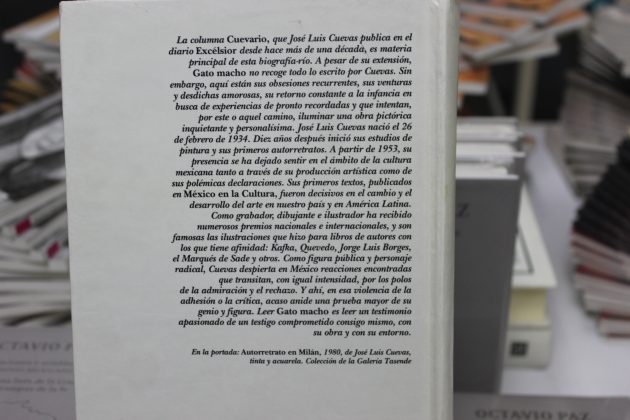 La columna Cuevario, que José Luis Cuevas publica en el
diario Excélsior desde hace más de una década, es materia
principal de esta biografía-río. A pesar de su extensión,
Gato macho no recoge todo lo escrito por Cuevas. Sin
embargo, aquí están sus obsesiones recurrentes, sus venturas
y desdichas amorosas, su retorno constante a la infancia en
busca de experiencias de pronto recordadas y que intentan,
por este o aquel camino, iluminar una obra pictórica
inquietante y personalísima. José Luis Cuevas nació el 26
de febrero de 1934. Diez años después inició sus estudios de
pintura y sus primeros autorretratos. A partir de 1953, su
presencia se ha dejado sentir en el ámbito de la cultura
mexicana tanto a través de su producción artística como de
sus polémicas declaraciones. Sus primeros textos, publicados
en México en la Cultura, fueron decisivos en el cambio y el
desarrollo del arte en nuestro país y en América Latina.
Como grabador, dibujante e ilustrador ha recibido
numerosos premios nacionales e internacionales, y son
famosas las ilustraciones que hizo para libros de autores con
los que tiene afinidad: Kafka, Quevedo, Jorge Luis Borges,
el Marqués de Sade y otros. Como figura pública y personaje
radical, Cuevas despierta en México reacciones encontradas
que transitan, con igual intensidad, por los polos
de la admiración y el rechazo. Y ahí, en esa violencia de la
adhesión o la crítica, acaso anide una prueba mayor de su
genio y figura. Leer Gato macho es leer un testimonio
apasionado de un testigo comprometido consigo mismo, con
su obra y con su entorno.
En la portada: Autorretrato en Milán, 1980, de José Luis Cuevas,
tinta y acuarela. Colección de la Galería Tasende
OCTAVIO PAZ
OCTAVIO PAZ